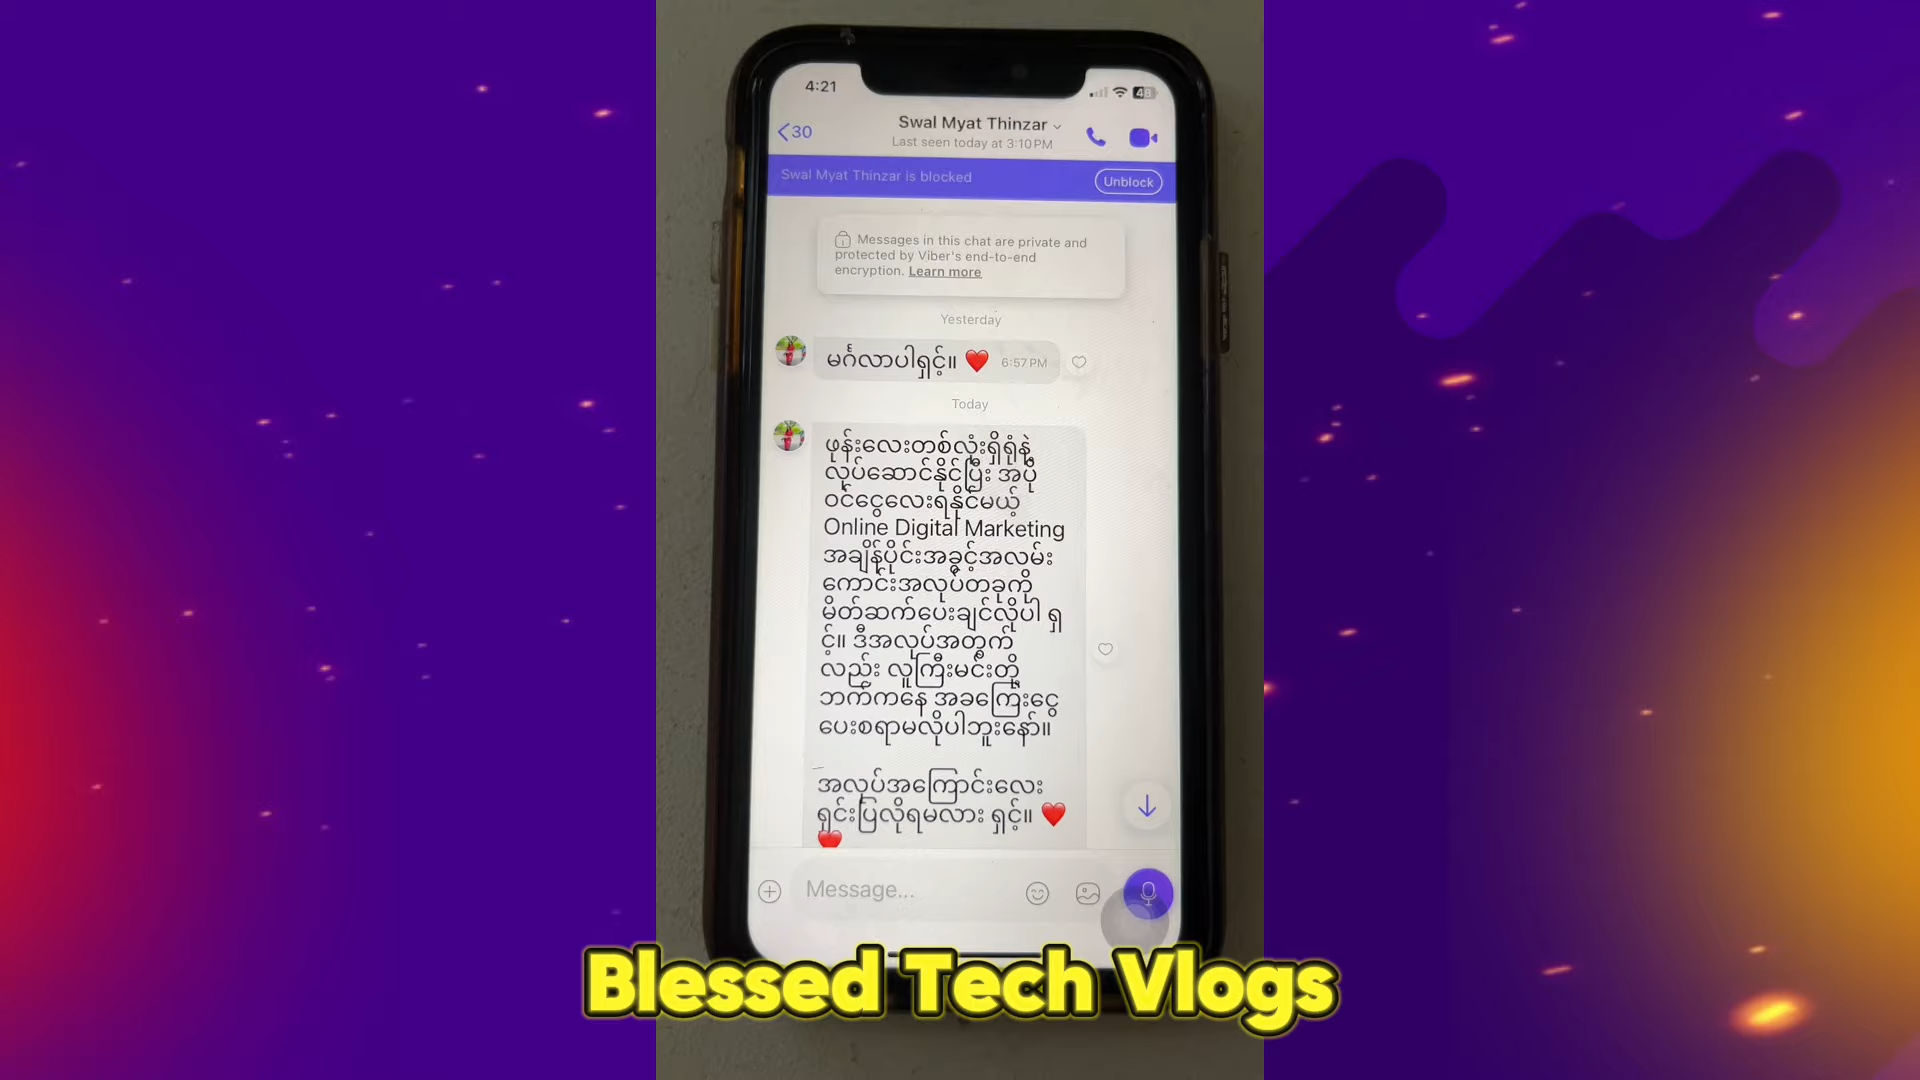 4:21
48
30
Swal Myat Thinzar
Last seen today at 3:10 PM
Swal Myat Thinzar is blocked
Unblock
Messages in this chat are private and
protected by Viber's end-to-end
encryption. Learn more
Yesterday
မင်္ဂလာပါရှင့်။ ❤️ 6:57 PM
Today
ဖုန်းလေးတစ်လုံးရှိရုံနဲ့
လုပ်ဆောင်နိုင်ပြီး အပို
ဝင်ငွေလေးရနိုင်မယ့်
Online Digital Marketing
အချိန်ပိုင်းအခွင့်အလမ်း
ကောင်းအလုပ်တခုကို
မိတ်ဆက်ပေးချင်လို့ပါ ရှ
င့်။ ဒီအလုပ်အတွက်
လည်း လူကြီးမင်းတို့
ဘက်ကနေ အခကြေးငွေ
ပေးစရာမလိုပါဘူးနော်။
အလုပ်အကြောင်းလေး
ရှင်းပြလို့ရမလား ရှင့်။ ❤️
❤️
Message...
Blessed Tech Vlogs